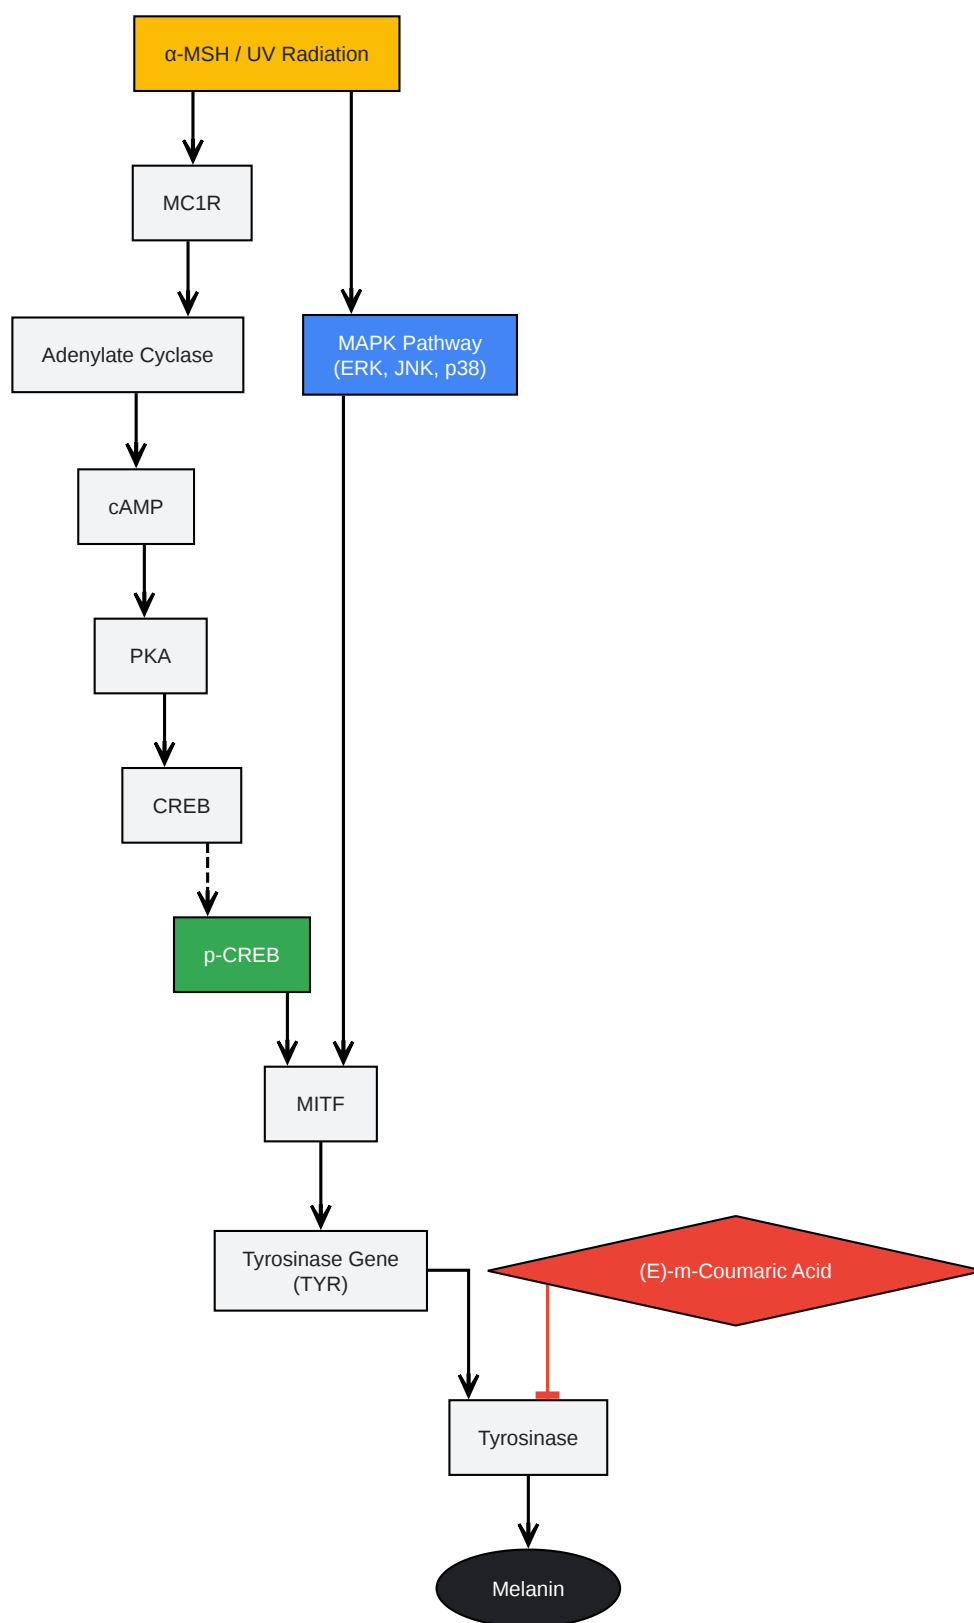 α-MSH / UV Radiation
MC1R
Adenylate Cyclase
MAPK Pathway
(ERK, JNK, p38)
cAMP
PKA
CREB
p-CREB
MITF
Tyrosinase Gene
(TYR)
(E)-m-Coumaric Acid
Tyrosinase
Melanin